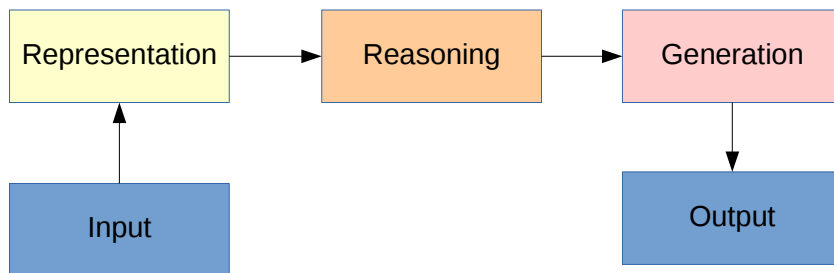 Representation
Reasoning
Generation
Input
Output